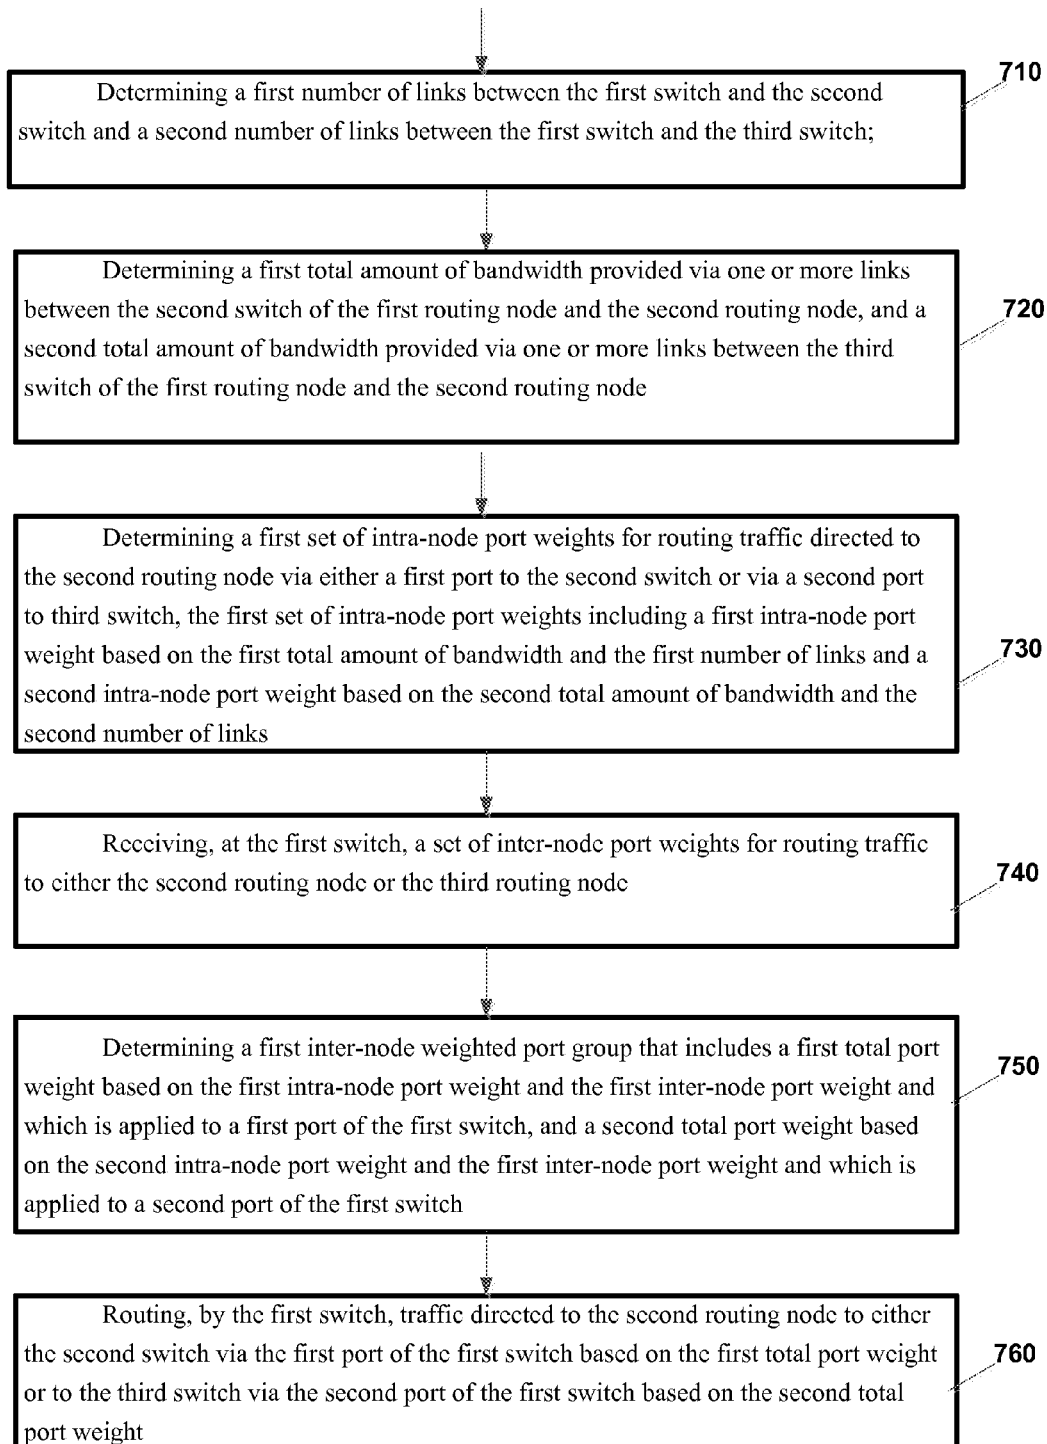 710
Determining a first number of links between the first switch and the second
switch and a second number of links between the first switch and the third switch;
Determining a first total amount of bandwidth provided via one or more links
between the second switch of the first routing node and the second routing node, and a
second total amount of bandwidth provided via one or more links between the third
switch of the first routing node and the second routing node
720
Determining a first set of intra-node port weights for routing traffic directed to
the second routing node via either a first port to the second switch or via a second port
to third switch, the first set of intra-node port weights including a first intra-node port
weight based on the first total amount of bandwidth and the first number of links and a
second intra-node port weight based on the second total amount of bandwidth and the
second number of links
730
Receiving, at the first switch, a set of inter-node port weights for routing traffic
to either the second routing node or the third routing node
740
Determining a first inter-node weighted port group that includes a first total port
weight based on the first intra-node port weight and the first inter-node port weight and
which is applied to a first port of the first switch, and a second total port weight based
on the second intra-node port weight and the first inter-node port weight and which is
applied to a second port of the first switch
750
Routing, by the first switch, traffic directed to the second routing node to either
the second switch via the first port of the first switch based on the first total port weight
or to the third switch via the second port of the first switch based on the second total
port weight
760